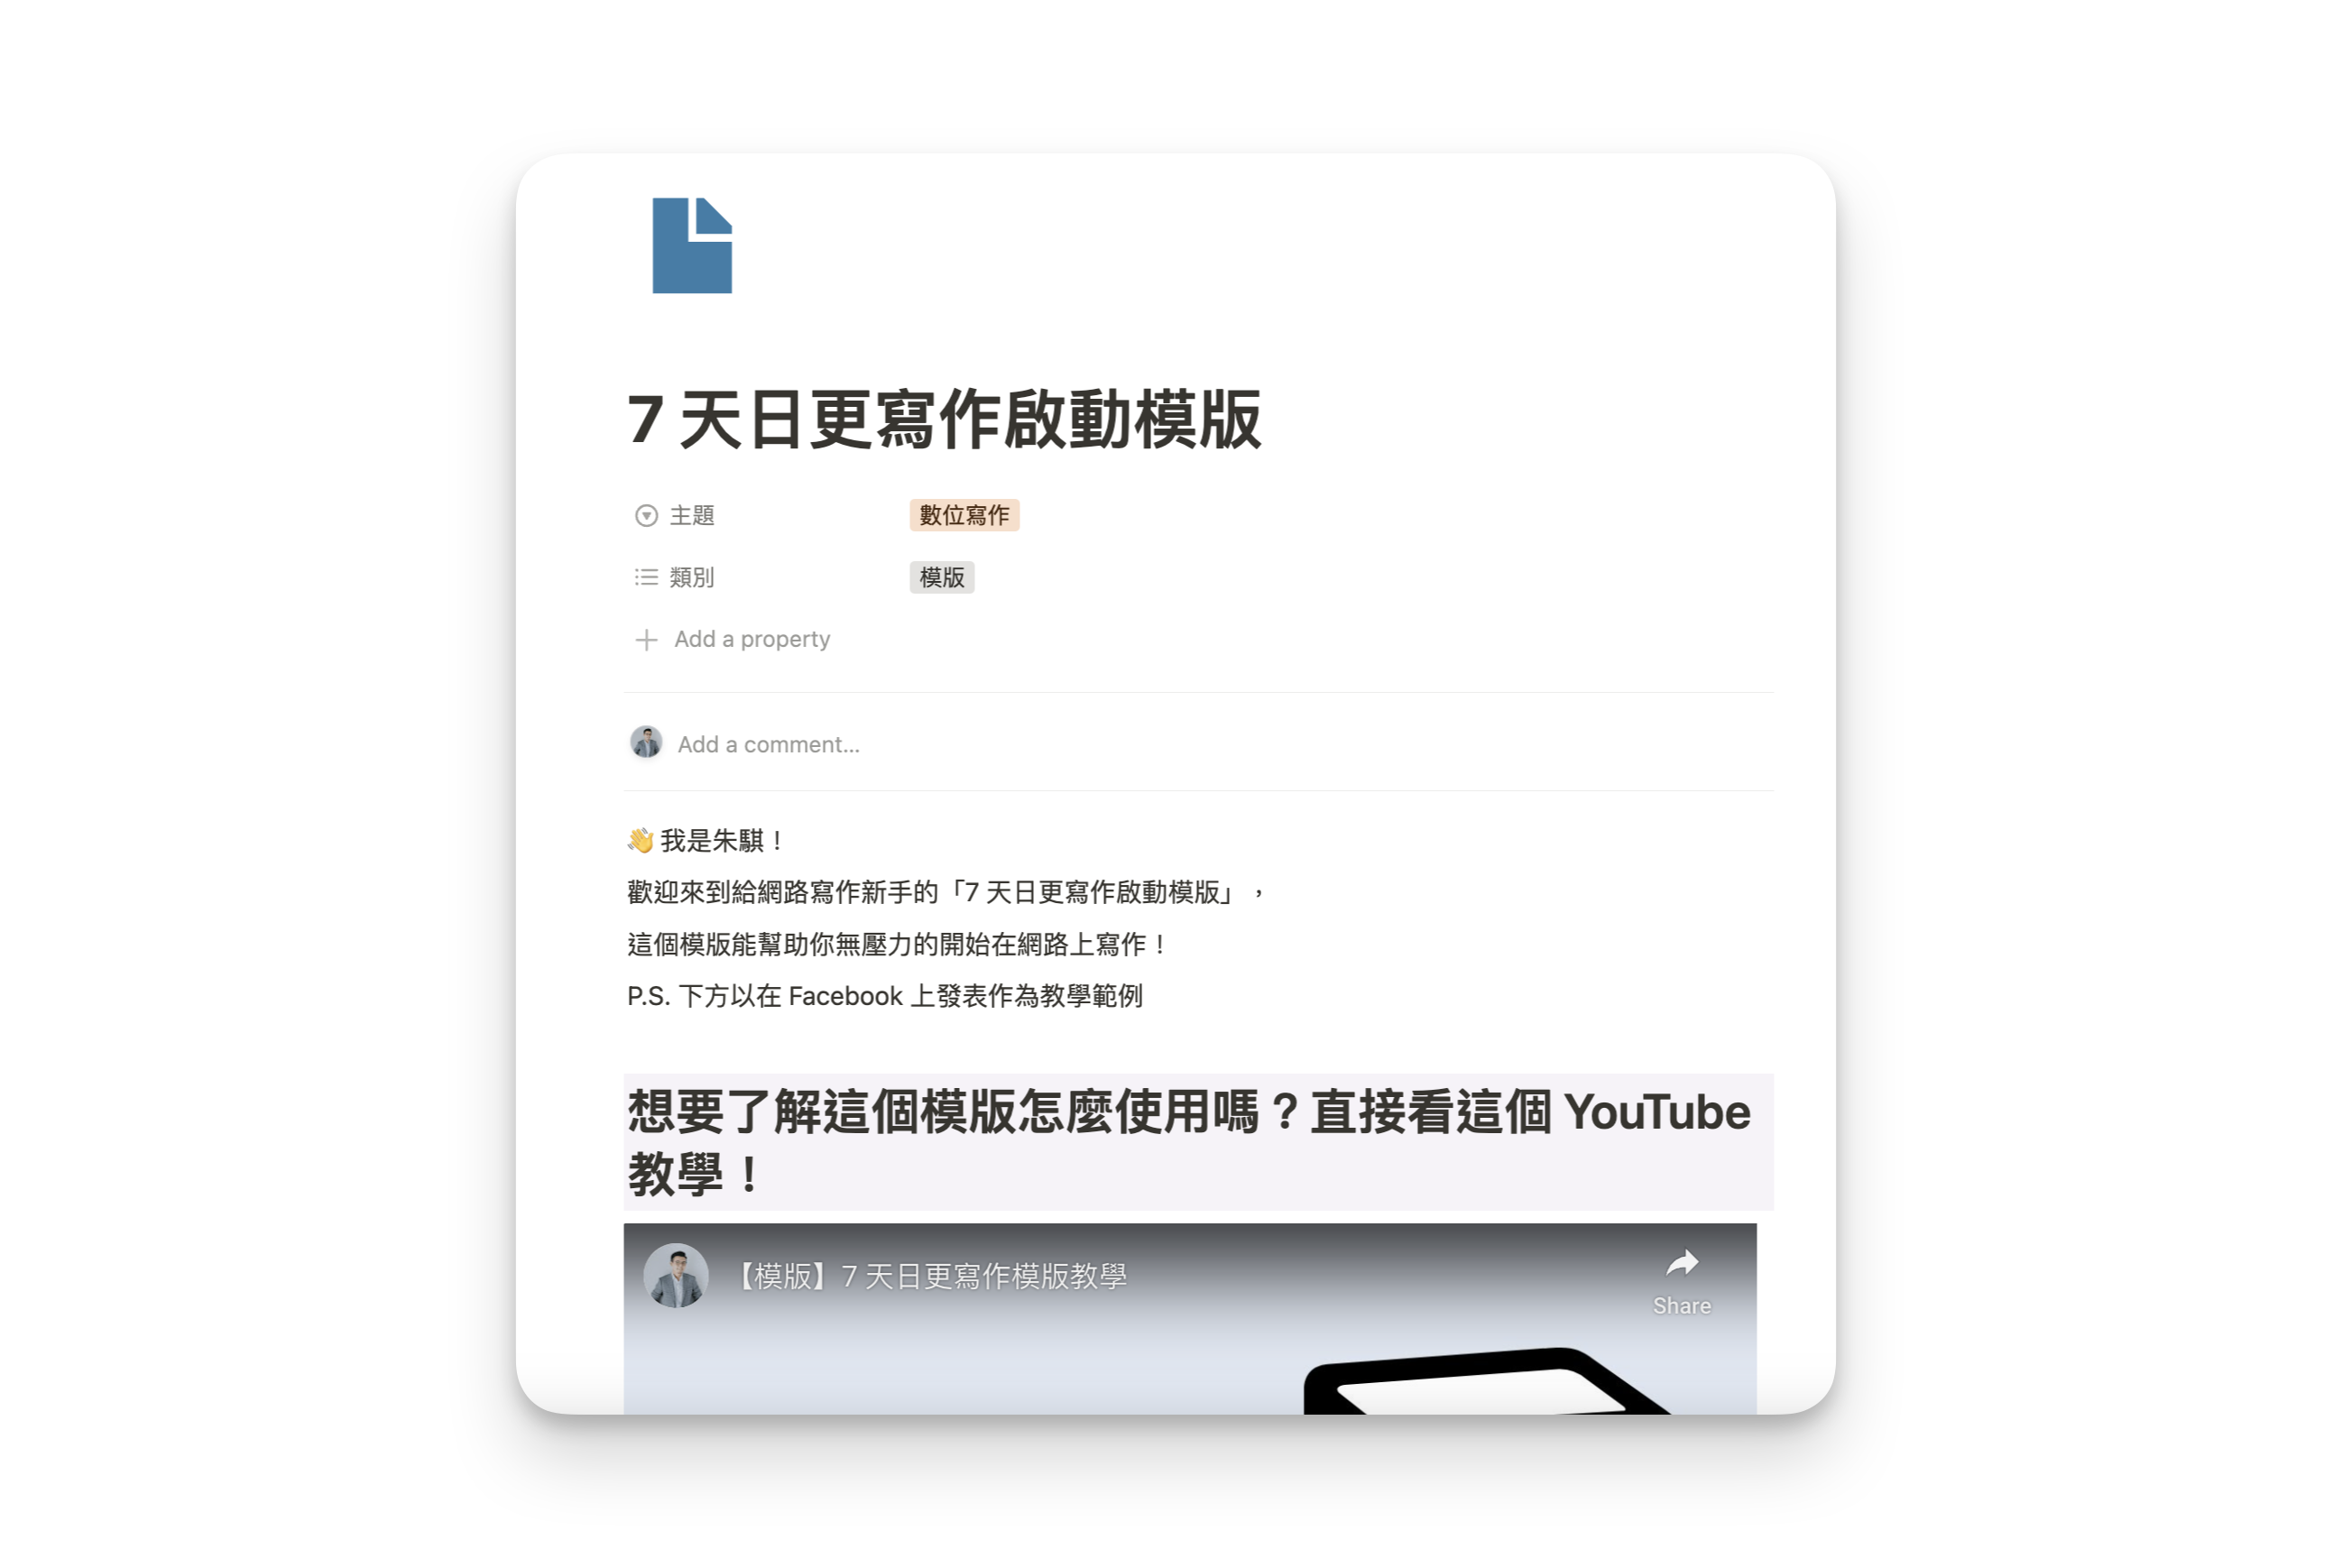 7 天日更寫作啟動模版
主題 數位寫作
類別 模版
Add a property
Add a comment...
👋 我是朱騏！
歡迎來到給網路寫作新手的「7 天日更寫作啟動模版」，
這個模版能幫助你無壓力的開始在網路上寫作！
P.S. 下方以在 Facebook 上發表作為教學範例
想要了解這個模版怎麼使用嗎？直接看這個 YouTube
教學！
【模版】7 天日更寫作模版教學
Share